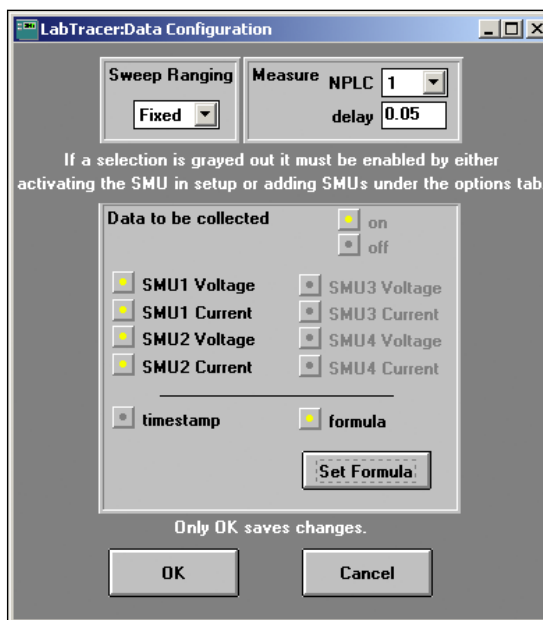 LabTracer:Data Configuration
Sweep Ranging
Fixed
Measure NPLC 1
delay 0.05
If a selection is grayed out it must be enabled by either
activating the SMU in setup or adding SMUs under the options tab
Data to be collected
on
off
SMU1 Voltage
SMU1 Current
SMU2 Voltage
SMU2 Current
SMU3 Voltage
SMU3 Current
SMU4 Voltage
SMU4 Current
timestamp
formula
Set Formula
Only OK saves changes.
OK
Cancel